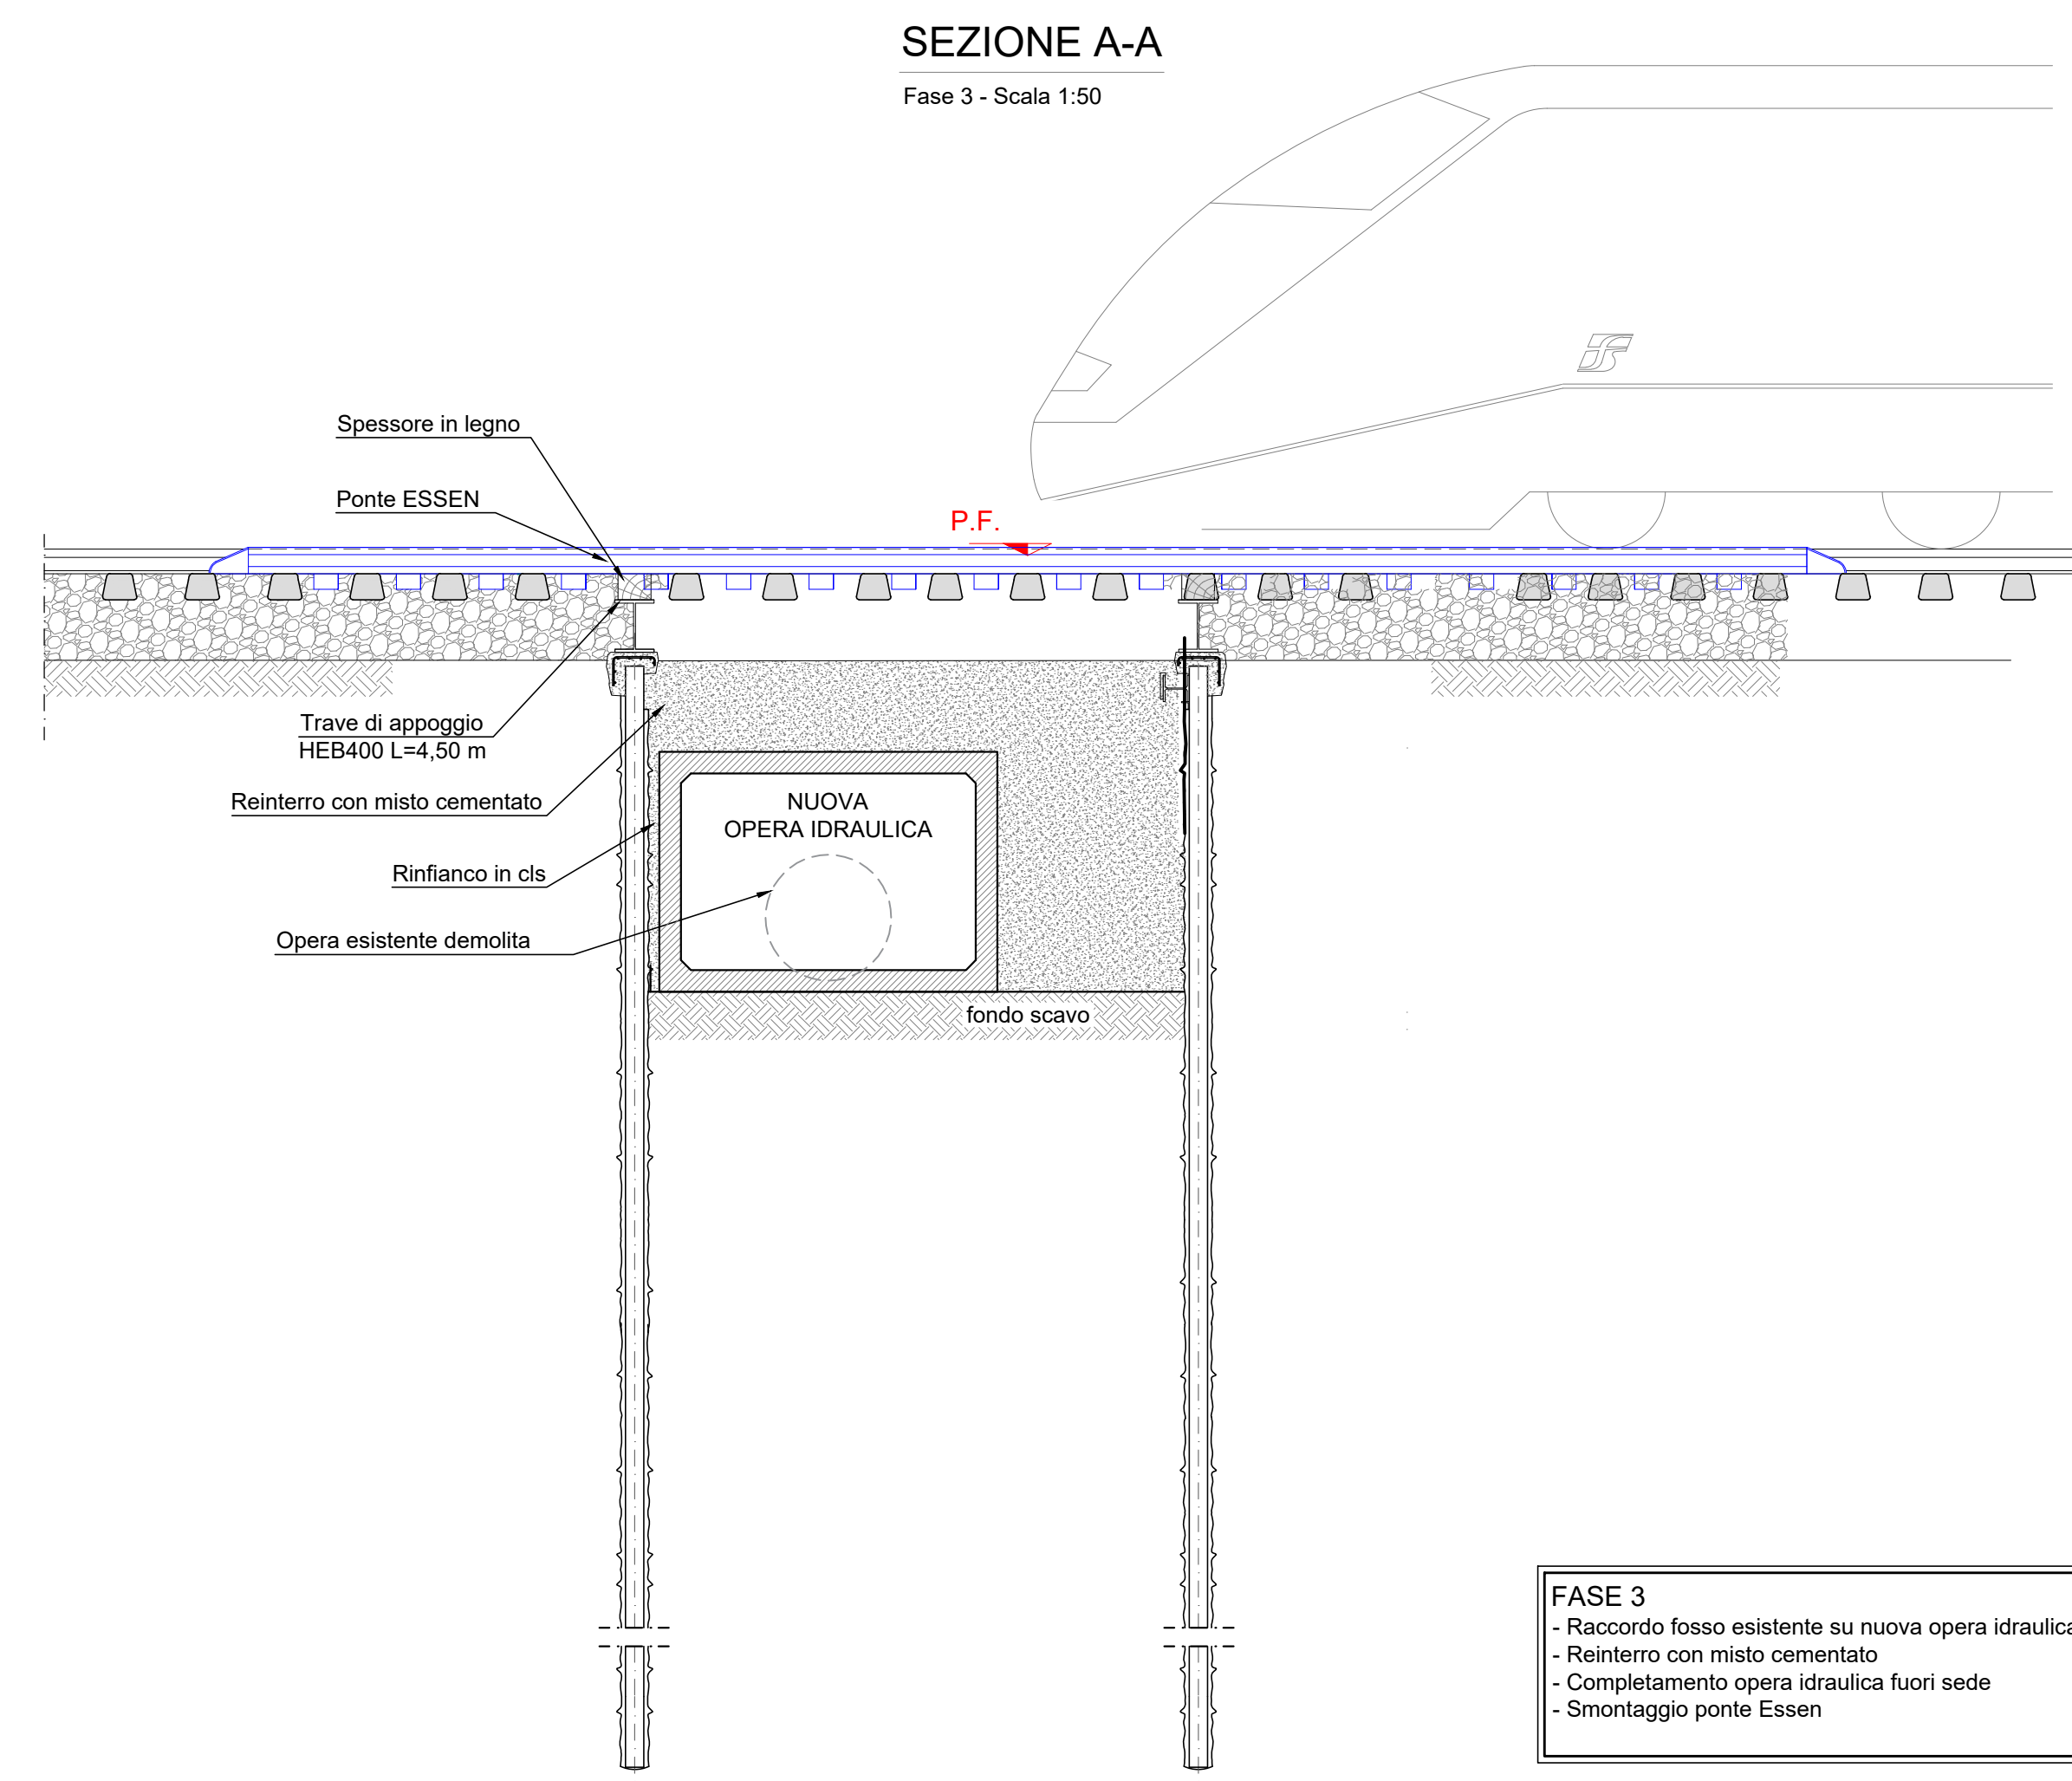 SEZIONE A-A
Fase 3 - Scala 1:50
Spessore in legno
Ponte ESSEN
P.F.
Trave di appoggio
HEB400 L=4,50 m
Reinterro con misto cementato
NUOVA
OPERA IDRAULICA
Rinfianco in cls
Opera esistente demolita
fondo scavo
FASE 3
- Raccordo fosso esistente su nuova opera idraulica
- Reinterro con misto cementato
- Completamento opera idraulica fuori sede
- Smontaggio ponte Essen